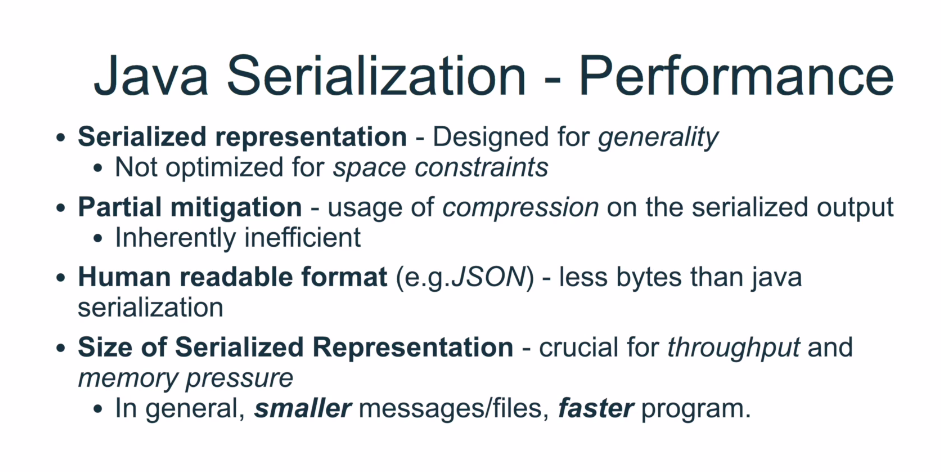 Java Serialization - Performance
• Serialized representation - Designed for generality
• Not optimized for space constraints
• Partial mitigation - usage of compression on the serialized output
• Inherently inefficient
• Human readable format (e.g.JSON) - less bytes than java
serialization
• Size of Serialized Representation - crucial for throughput and
memory pressure
• In general, smaller messages/files, faster program.